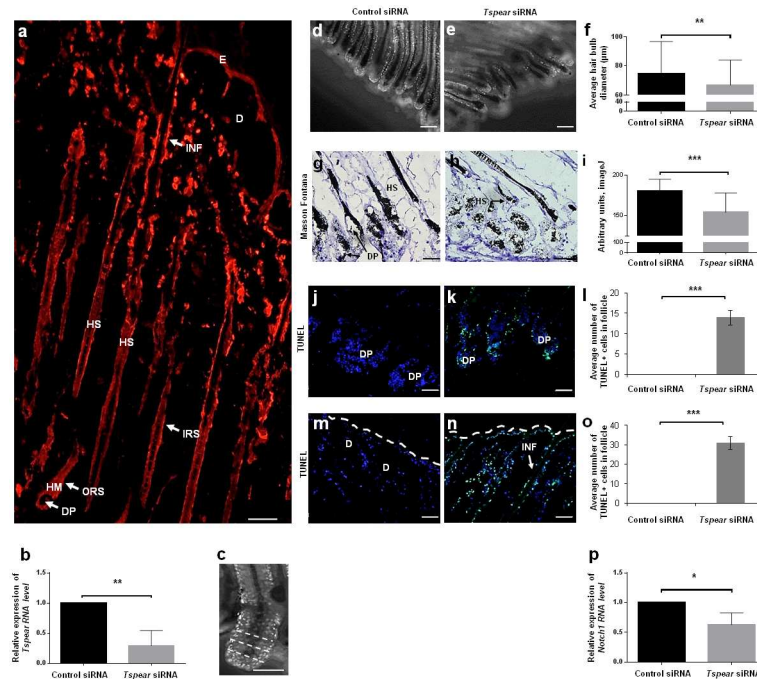 Control siRNA
Tspear siRNA
a
E
D
INF
HS
HS
IRS
HM
ORS
DP
d
e
f
**
Average hair bulb
diameter (µm)
80
60
40
0
Control siRNA
Tspear siRNA
Masson Fontana
g
HS
DP
h
HS
i
***
Arbitrary units, imageJ
200
150
100
0
Control siRNA
Tspear siRNA
TUNEL
j
DP
DP
k
DP
DP
l
***
Average number of
TUNEL+ cells in follicle
20
15
10
5
0
Control siRNA
Tspear siRNA
TUNEL
m
D
D
n
INF
o
***
Average number of
TUNEL+ cells in follicle
40
30
20
10
0
Control siRNA
Tspear siRNA
b
**
Relative expression of
Tspear RNA level
1.5
1.0
0.5
0.0
Control siRNA
Tspear siRNA
c
p
*
Relative expression of
Notch1 RNA level
1.5
1.0
0.5
0.0
Control siRNA
Tspear siRNA